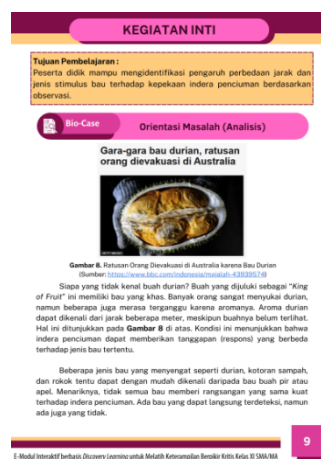 KEGIATAN INTI
Tujuan Pembelajaran :
Peserta didik mampu mengidentifikasi pengaruh perbedaan jarak dan
jenis stimulus bau terhadap kepekaan indera penciuman berdasarkan
observasi.
Bio-Case
Orientasi Masalah (Analisis)
Gara-gara bau durian, ratusan
orang dievakuasi di Australia
Gambar 8. Ratusan Orang Dievakuasi di Australia karena Bau Durian
(Sumber: https://www.bbc.com/indonesia/majalah-43939574)
Siapa yang tidak kenal buah durian? Buah yang dijuluki sebagai "King
of Fruit" ini memiliki bau yang khas. Banyak orang sangat menyukai durian,
namun beberapa juga merasa terganggu karena aromanya. Aroma durian
dapat dikenali dari jarak beberapa meter, meskipun buahnya belum terlihat.
Hal ini ditunjukkan pada Gambar 8 di atas. Kondisi ini menunjukkan bahwa
indera penciuman dapat memberikan tanggapan (respons) yang berbeda
terhadap jenis bau tertentu.
Beberapa jenis bau yang menyengat seperti durian, kotoran sampah,
dan rokok tentu dapat dengan mudah dikenali daripada bau buah pir atau
apel. Menariknya, tidak semua bau memberi rangsangan yang sama kuat
terhadap indera penciuman. Ada bau yang dapat langsung terdeteksi, namun
ada juga yang tidak.
9
E-Modul Interaktif berbasis Discovery Learning untuk Melatih Keterampilan Berpikir Kritis Kelas XI SMA/MA